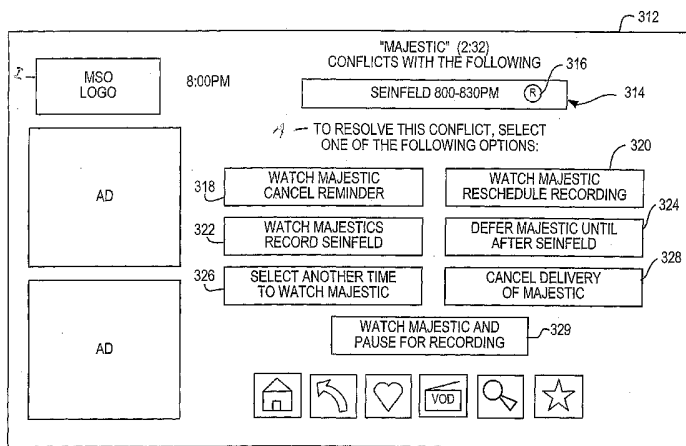 312
"MAJESTIC" (2:32)
CONFLICTS WITH THE FOLLOWING
316
MSO
LOGO
8:00PM
SEINFELD 800-830PM
R
314
TO RESOLVE THIS CONFLICT, SELECT
ONE OF THE FOLLOWING OPTIONS:
320
AD
318
WATCH MAJESTIC
CANCEL REMINDER
WATCH MAJESTIC
RESCHEDULE RECORDING
322
WATCH MAJESTICS
RECORD SEINFELD
324
DEFER MAJESTIC UNTIL
AFTER SEINFELD
326
SELECT ANOTHER TIME
TO WATCH MAJESTIC
328
CANCEL DELIVERY
OF MAJESTIC
AD
WATCH MAJESTIC AND
PAUSE FOR RECORDING
329
VOD